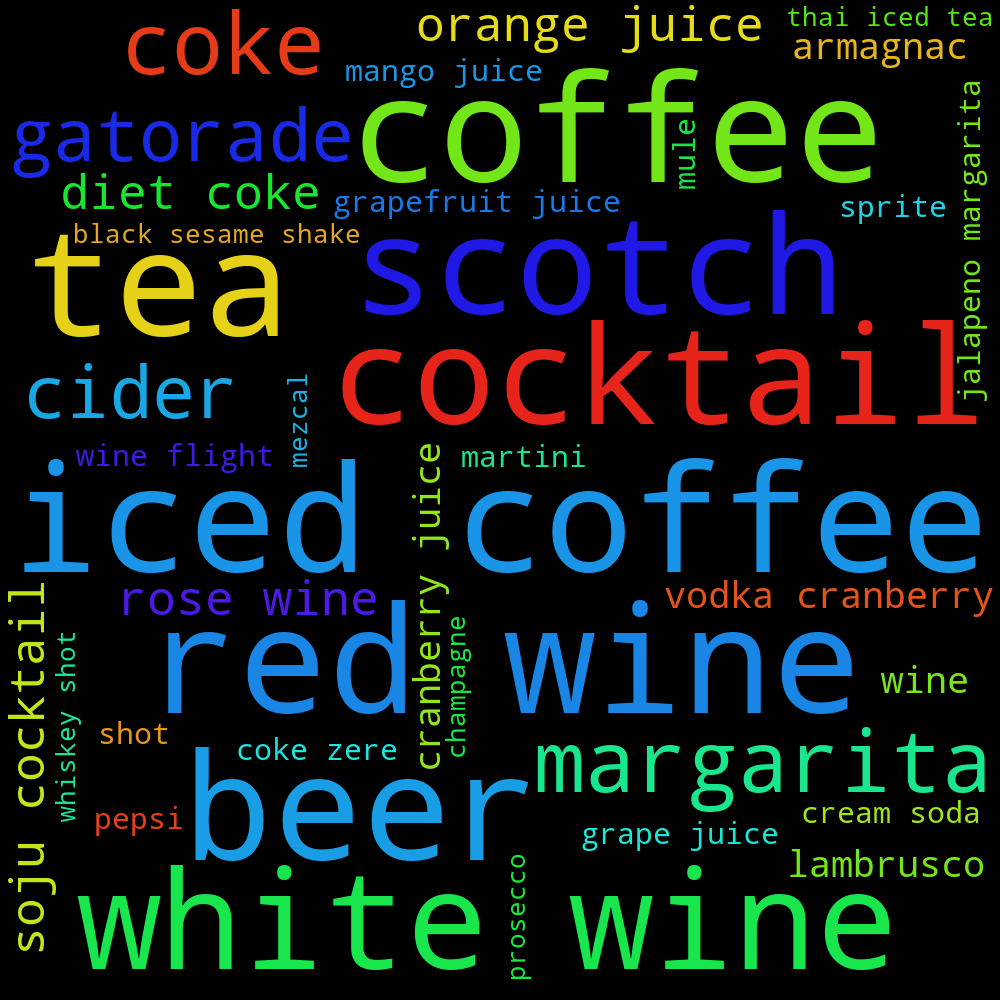 coke
orange juice
thai iced tea
armagnac
mango juice
coffee
gatorade
mule
jalapeno margarita
diet coke
grapefruit juice
sprite
black sesame shake
tea
scotch
cocktail
cider
mezcal
wine flight
martini
cranberry juice
iced coffee
rose wine
vodka cranberry
soju cocktail
whiskey shot
red wine
champagne
wine
shot
coke zere
margarita
beer
pepsi
cream soda
grape juice
lambrusco
prosecco
white wine